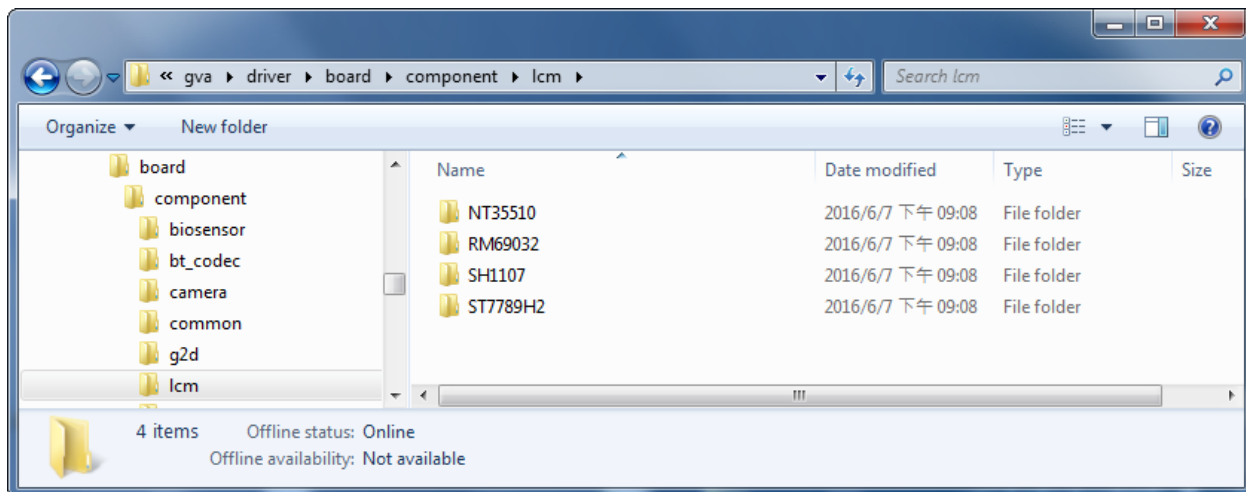 « gva ▸ driver ▸ board ▸ component ▸ lcm ▸ Search lcm
Organize ▾ New folder
board
component
biosensor
bt_codec
camera
common
g2d
lcm
Name Date modified Type Size
NT35510 2016/6/7 下午 09:08 File folder
RM69032 2016/6/7 下午 09:08 File folder
SH1107 2016/6/7 下午 09:08 File folder
ST7789H2 2016/6/7 下午 09:08 File folder
4 items Offline status: Online
Offline availability: Not available